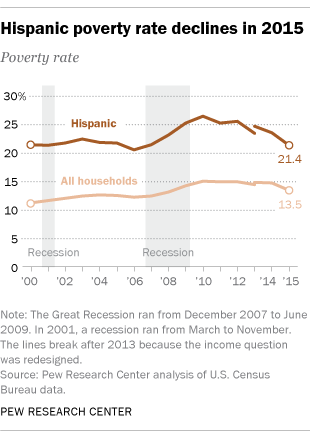 Hispanic poverty rate declines in 2015
Poverty rate
30%
Hispanic
25
20
21.4
All households
15
13.5
10
5
Recession Recession
0
'00 '02 '04 '06 '08 '10 '12 '14 '15
Note: The Great Recession ran from December 2007 to June
2009. In 2001, a recession ran from March to November.
The lines break after 2013 because the income question
was redesigned.
Source: Pew Research Center analysis of U.S. Census
Bureau data.
PEW RESEARCH CENTER